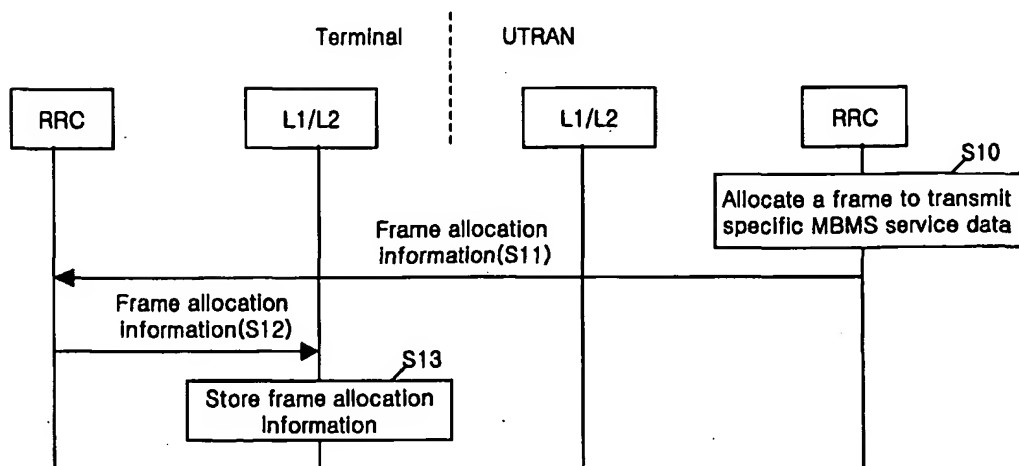 Terminal
UTRAN
RRC
L1/L2
L1/L2
RRC
S10
Allocate a frame to transmit
specific MBMS service data
Frame allocation
information(S11)
Frame allocation
information(S12)
S13
Store frame allocation
information